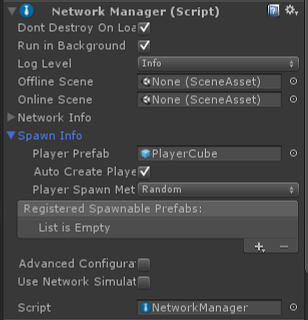 Network Manager (Script)
Dont Destroy On Loa
Run in Background
Log Level Info
Offline Scene None (SceneAsset)
Online Scene None (SceneAsset)
Network Info
Spawn Info
Player Prefab PlayerCube
Auto Create Playe
Player Spawn Met Random
Registered Spawnable Prefabs:
List is Empty
Advanced Configurat
Use Network Simulat
Script NetworkManager